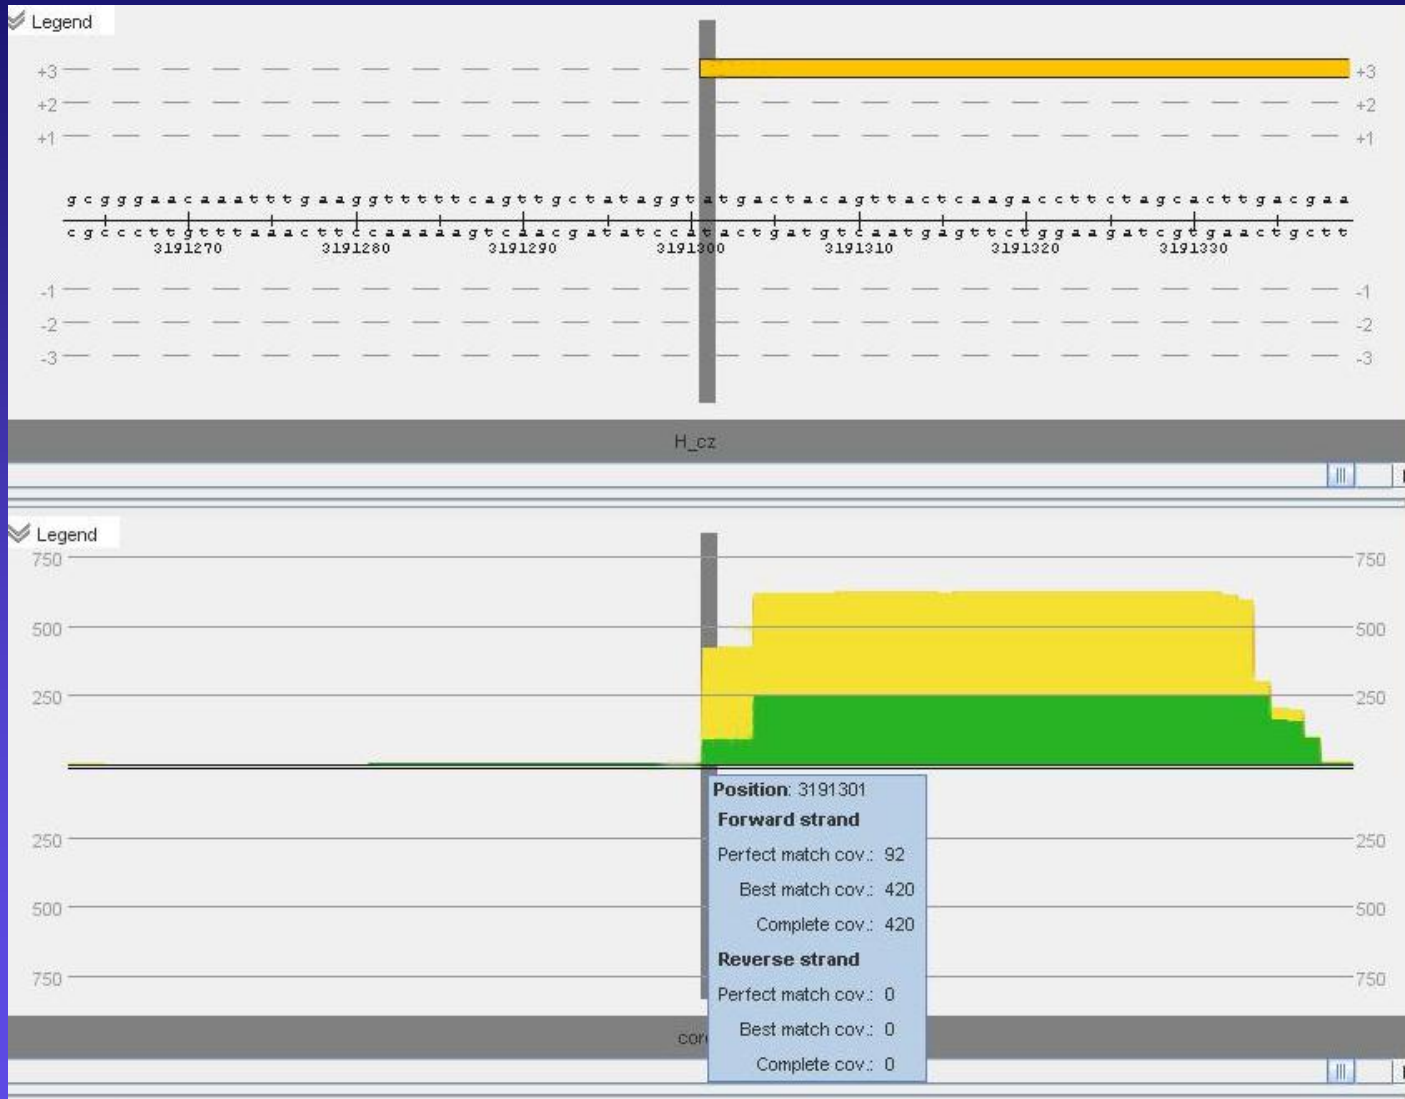 Legend
+3 +3
+2 +2
+1 +1
g c g g g a a c a a a t t t g a a g g t t t t t c a g t t g c t a t a g g t a t g a c t a c a g t t a c t c a a g a c c t t c t a g c a c t t g a c g a a
c g c c c t t g t t t a a a c t t c c a a a a a g t c a a c g a t a t c c a t a c t g a t g t c a a t g a g t t c t g g a a g a t c g t g a a c t g c t t
3191270 3191280 3191290 3191300 3191310 3191320 3191330
-1 -1
-2 -2
-3 -3
H_cz
Legend
750 750
500 500
250 250
250 250
500 500
750 750
Position: 3191301
Forward strand
Perfect match cov.: 92
Best match cov.: 420
Complete cov.: 420
Reverse strand
Perfect match cov.: 0
Best match cov.: 0
Complete cov.: 0